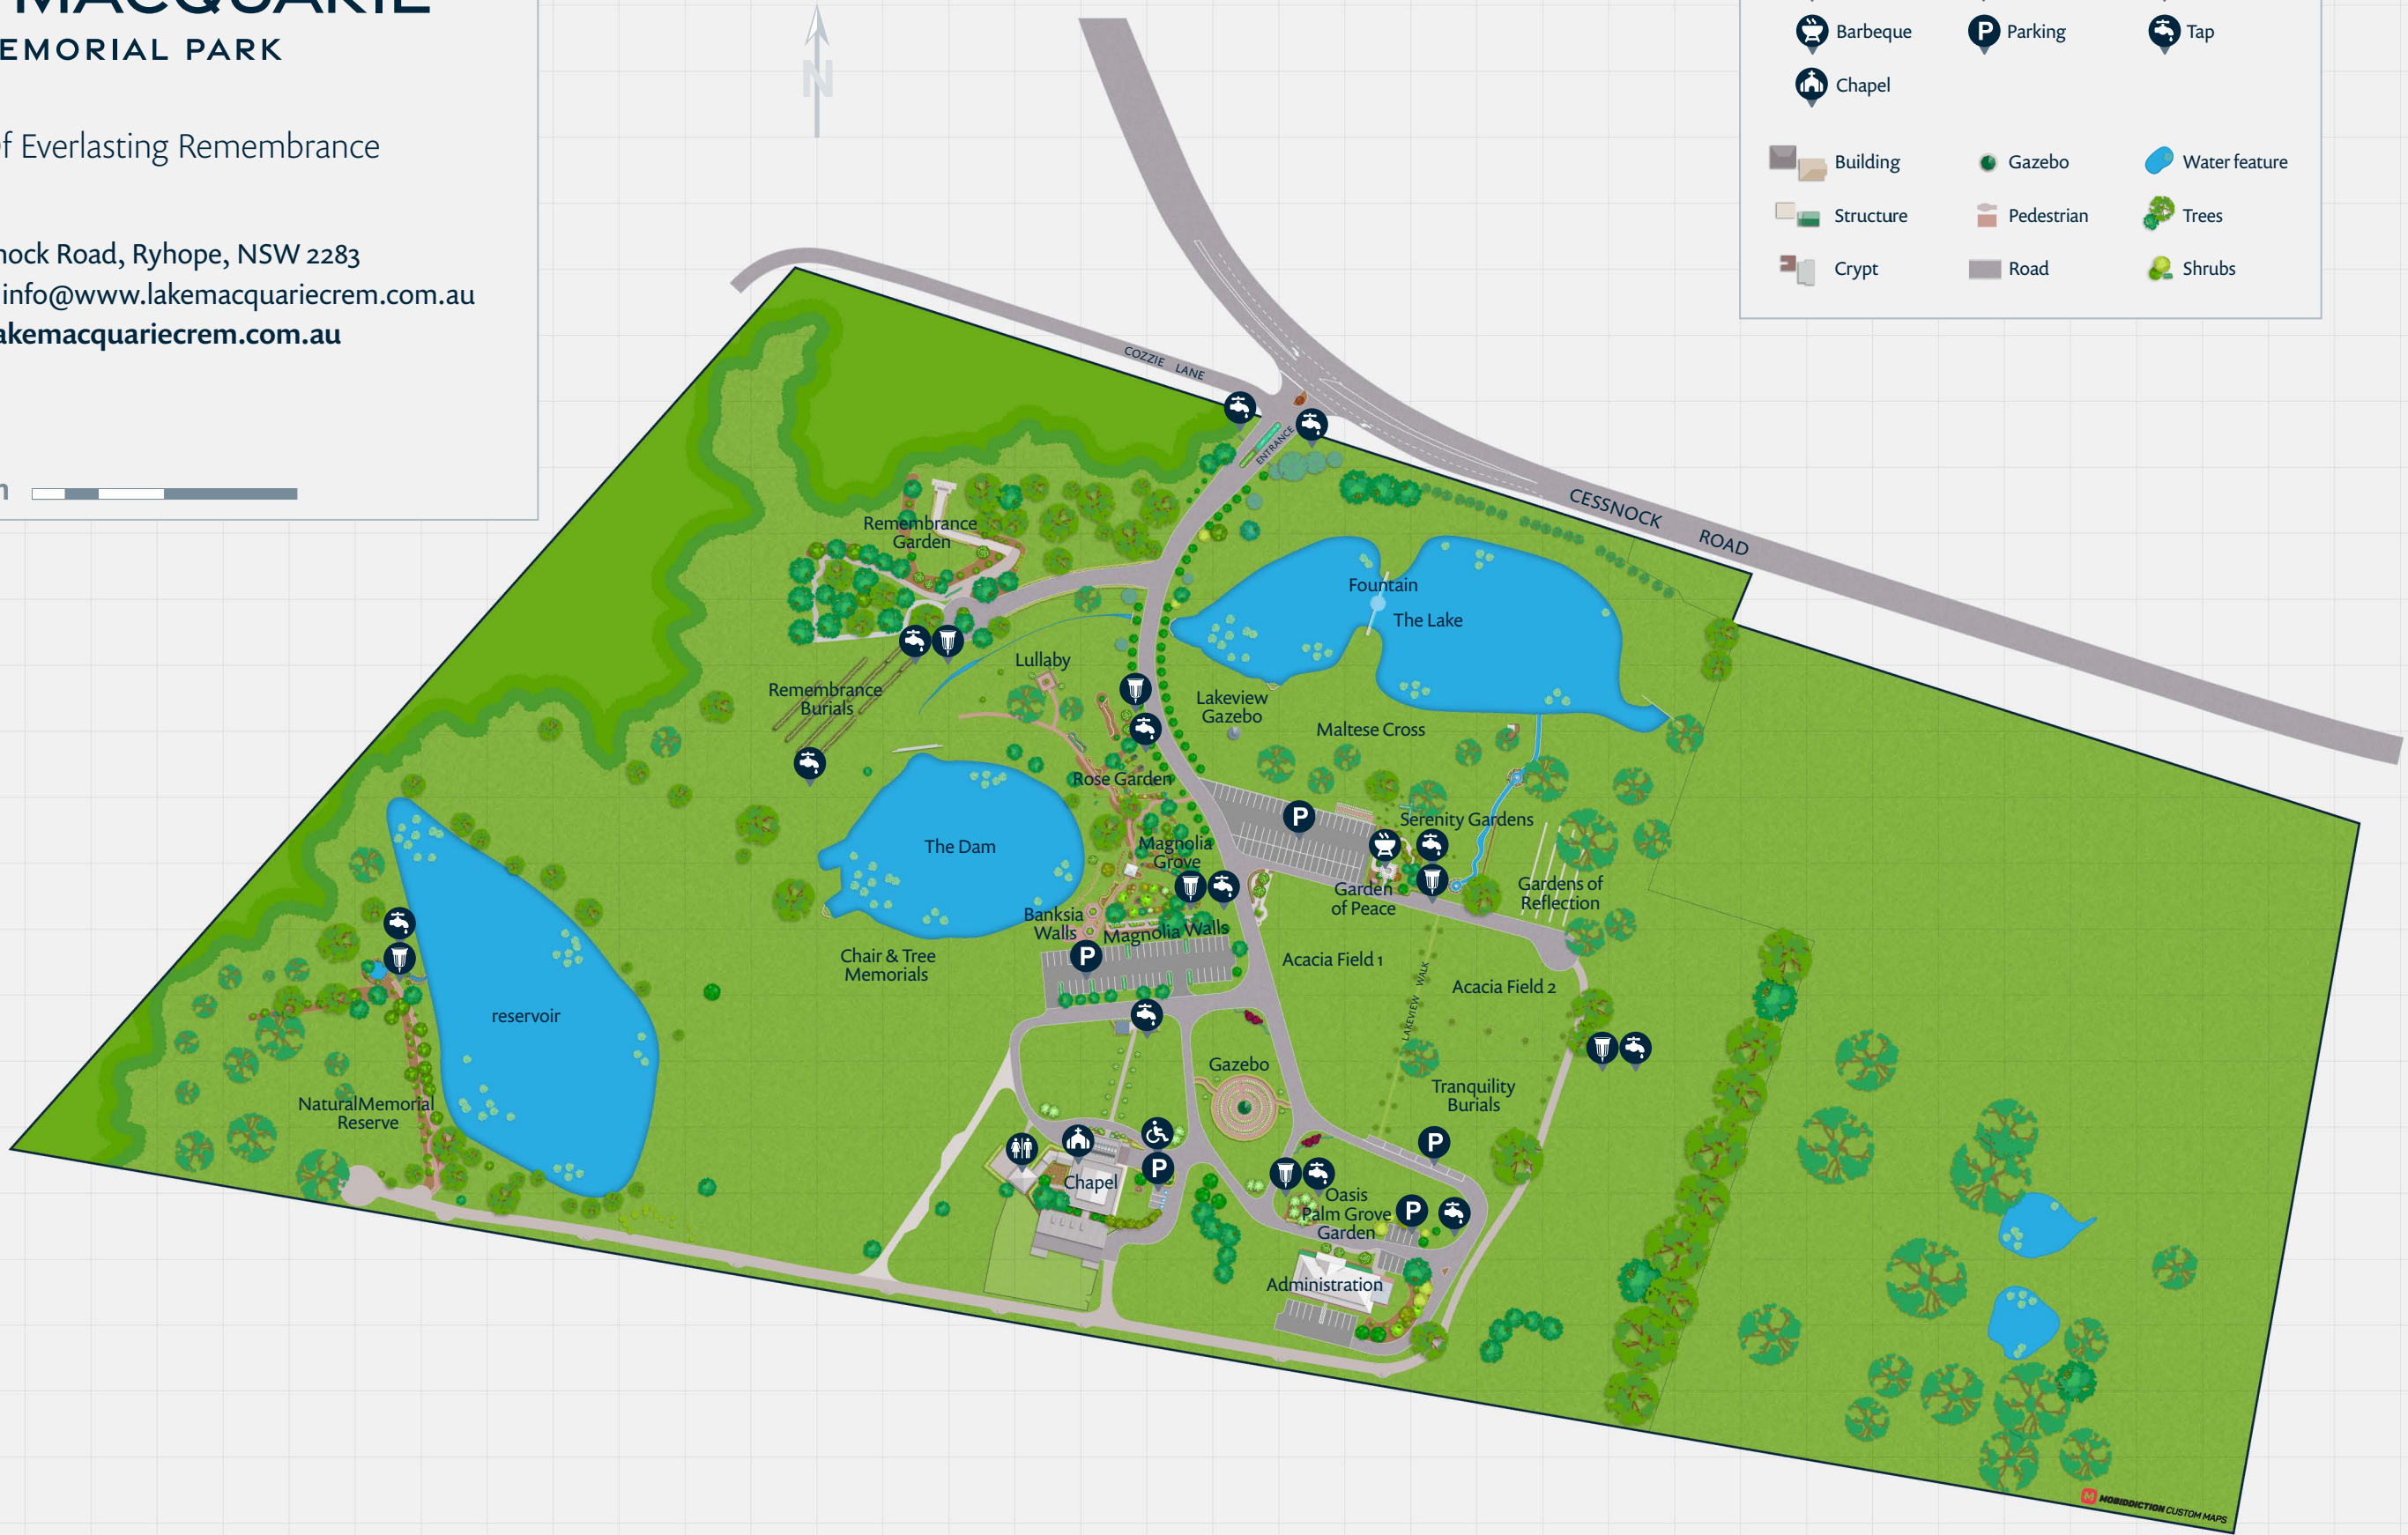 MACQUARIE
EMORIAL PARK
Of Everlasting Remembrance
nock Road, Ryhope, NSW 2283
info@www.lakemacquariecrem.com.au
akemacquariecrem.com.au
N
Barbeque
Parking
Tap
Chapel
Building
Gazebo
Water feature
Structure
Pedestrian
Trees
Crypt
Road
Shrubs
COZZIE LANE
ENTRANCE
CESSNOCK ROAD
Remembrance
Garden
Fountain
The Lake
Lullaby
Remembrance
Burials
Lakeview
Gazebo
Maltese Cross
Rose Garden
P
Serenity Gardens
The Dam
Magnolia
Grove
Garden
of Peace
Gardens of
Reflection
Banksia
Walls
Magnolia Walls
P
Chair & Tree
Memorials
Acacia Field 1
LAKEVIEW WALK
Acacia Field 2
reservoir
Gazebo
Tranquility
Burials
NaturalMemorial
Reserve
P
P
Chapel
Oasis
Palm Grove
Garden
P
Administration
MOBIDDICTION CUSTOM MAPS